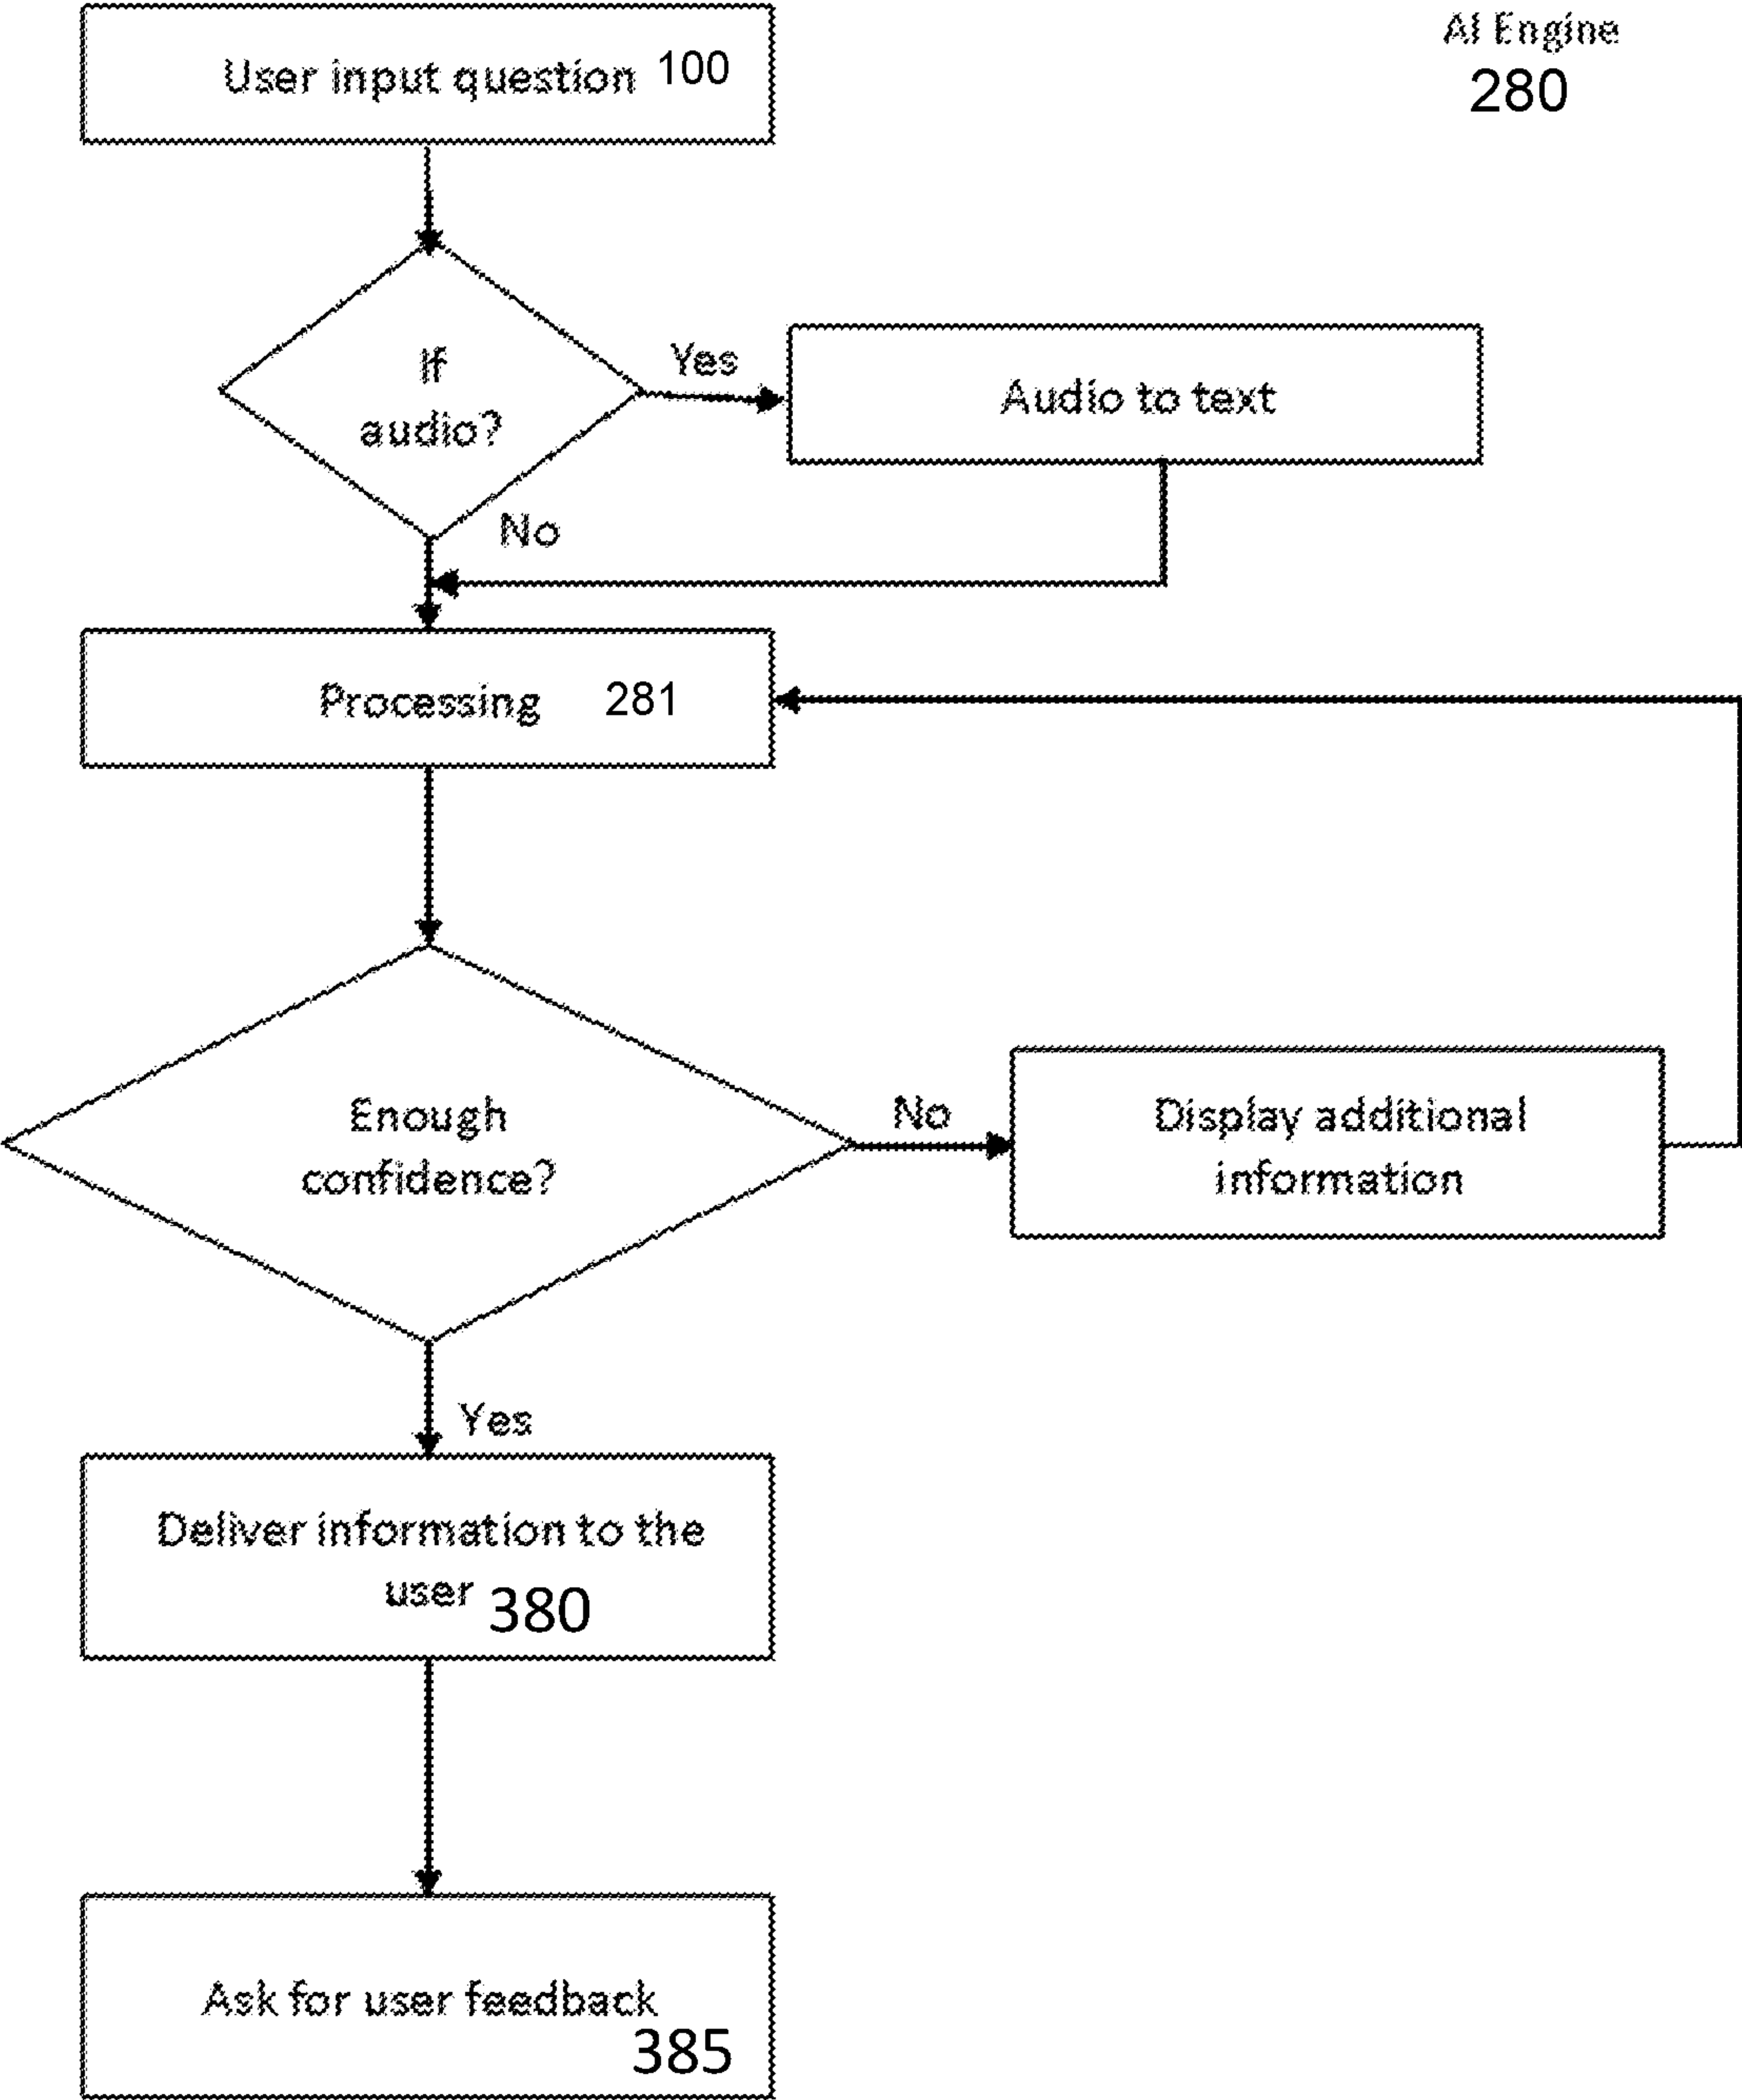 AI Engine
280
User input question 100
If
audio?
Yes
Audio to text
No
Processing 281
Enough
confidence?
No
Display additional
information
Yes
Deliver information to the
user 380
Ask for user feedback
385